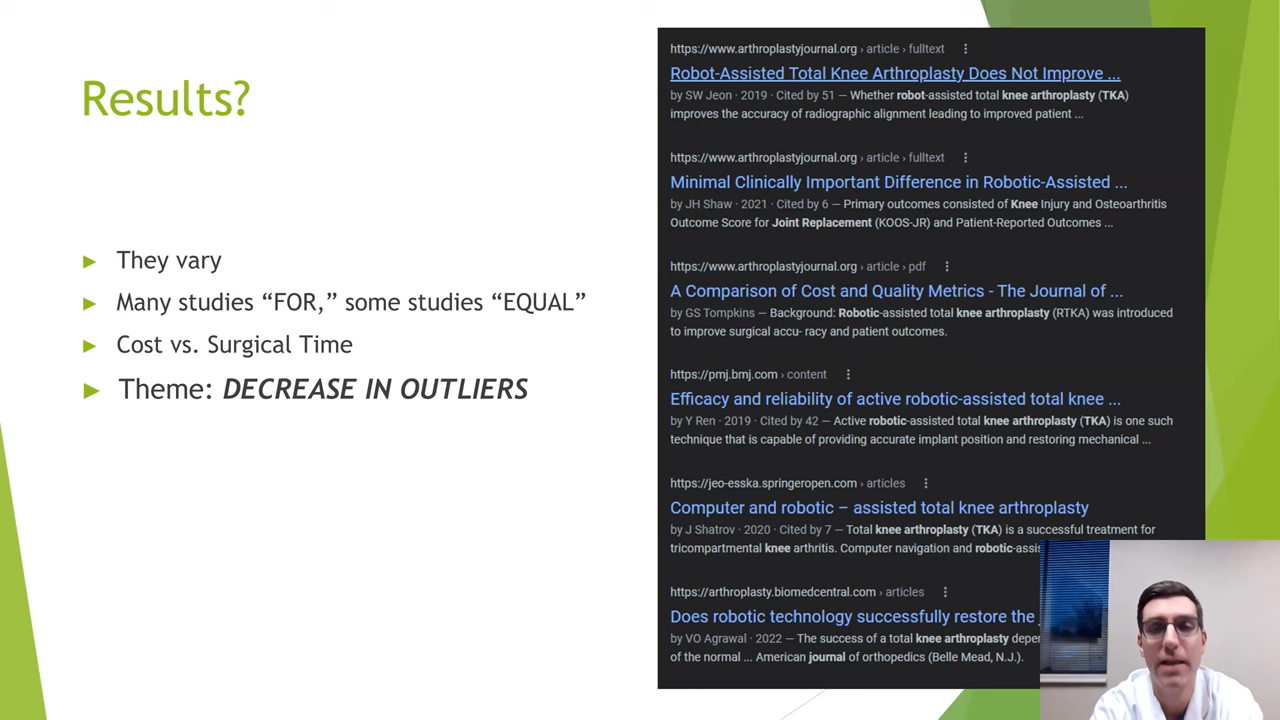 Results?
► They vary
► Many studies “FOR,” some studies “EQUAL”
► Cost vs. Surgical Time
► Theme: DECREASE IN OUTLIERS
https://www.arthroplastyjournal.org › article › fulltext
Robot-Assisted Total Knee Arthroplasty Does Not Improve ...
by SW Jeon · 2019 · Cited by 51 — Whether robot-assisted total knee arthroplasty (TKA)
improves the accuracy of radiographic alignment leading to improved patient ...
https://www.arthroplastyjournal.org › article › fulltext
Minimal Clinically Important Difference in Robotic-Assisted ...
by JH Shaw · 2021 · Cited by 6 — Primary outcomes consisted of Knee Injury and Osteoarthritis
Outcome Score for Joint Replacement (KOOS-JR) and Patient-Reported Outcomes ...
https://www.arthroplastyjournal.org › article › pdf
A Comparison of Cost and Quality Metrics - The Journal of ...
by GS Tompkins — Background: Robotic-assisted total knee arthroplasty (RTKA) was introduced
to improve surgical accu- racy and patient outcomes.
https://pmj.bmj.com › content
Efficacy and reliability of active robotic-assisted total knee ...
by Y Ren · 2019 · Cited by 42 — Active robotic-assisted total knee arthroplasty (TKA) is one such
technique that is capable of providing accurate implant position and restoring mechanical ...
https://jeo-esska.springeropen.com › articles
Computer and robotic – assisted total knee arthroplasty
by J Shatrov · 2020 · Cited by 7 — Total knee arthroplasty (TKA) is a successful treatment for
tricompartmental knee arthritis. Computer navigation and robotic-assis
https://arthroplasty.biomedcentral.com › articles
Does robotic technology successfully restore the
by VO Agrawal · 2022 — The success of a total knee arthroplasty depe
of the normal ... American journal of orthopedics (Belle Mead, N.J.).